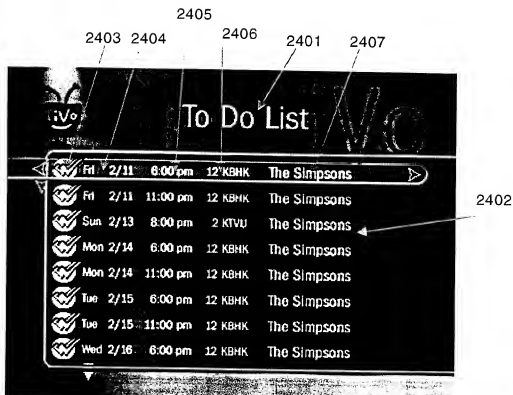 2405
2403 2404 2406 2401 2407
TiVo
To Do List
Fri 2/11 6:00 pm 12 KBHK The Simpsons
Fri 2/11 11:00 pm 12 KBHK The Simpsons
2402
Sun 2/13 8:00 pm 2 KTVU The Simpsons
Mon 2/14 6:00 pm 12 KBHK The Simpsons
Mon 2/14 11:00 pm 12 KBHK The Simpsons
Tue 2/15 6:00 pm 12 KBHK The Simpsons
Tue 2/15 11:00 pm 12 KBHK The Simpsons
Wed 2/16 6:00 pm 12 KBHK The Simpsons